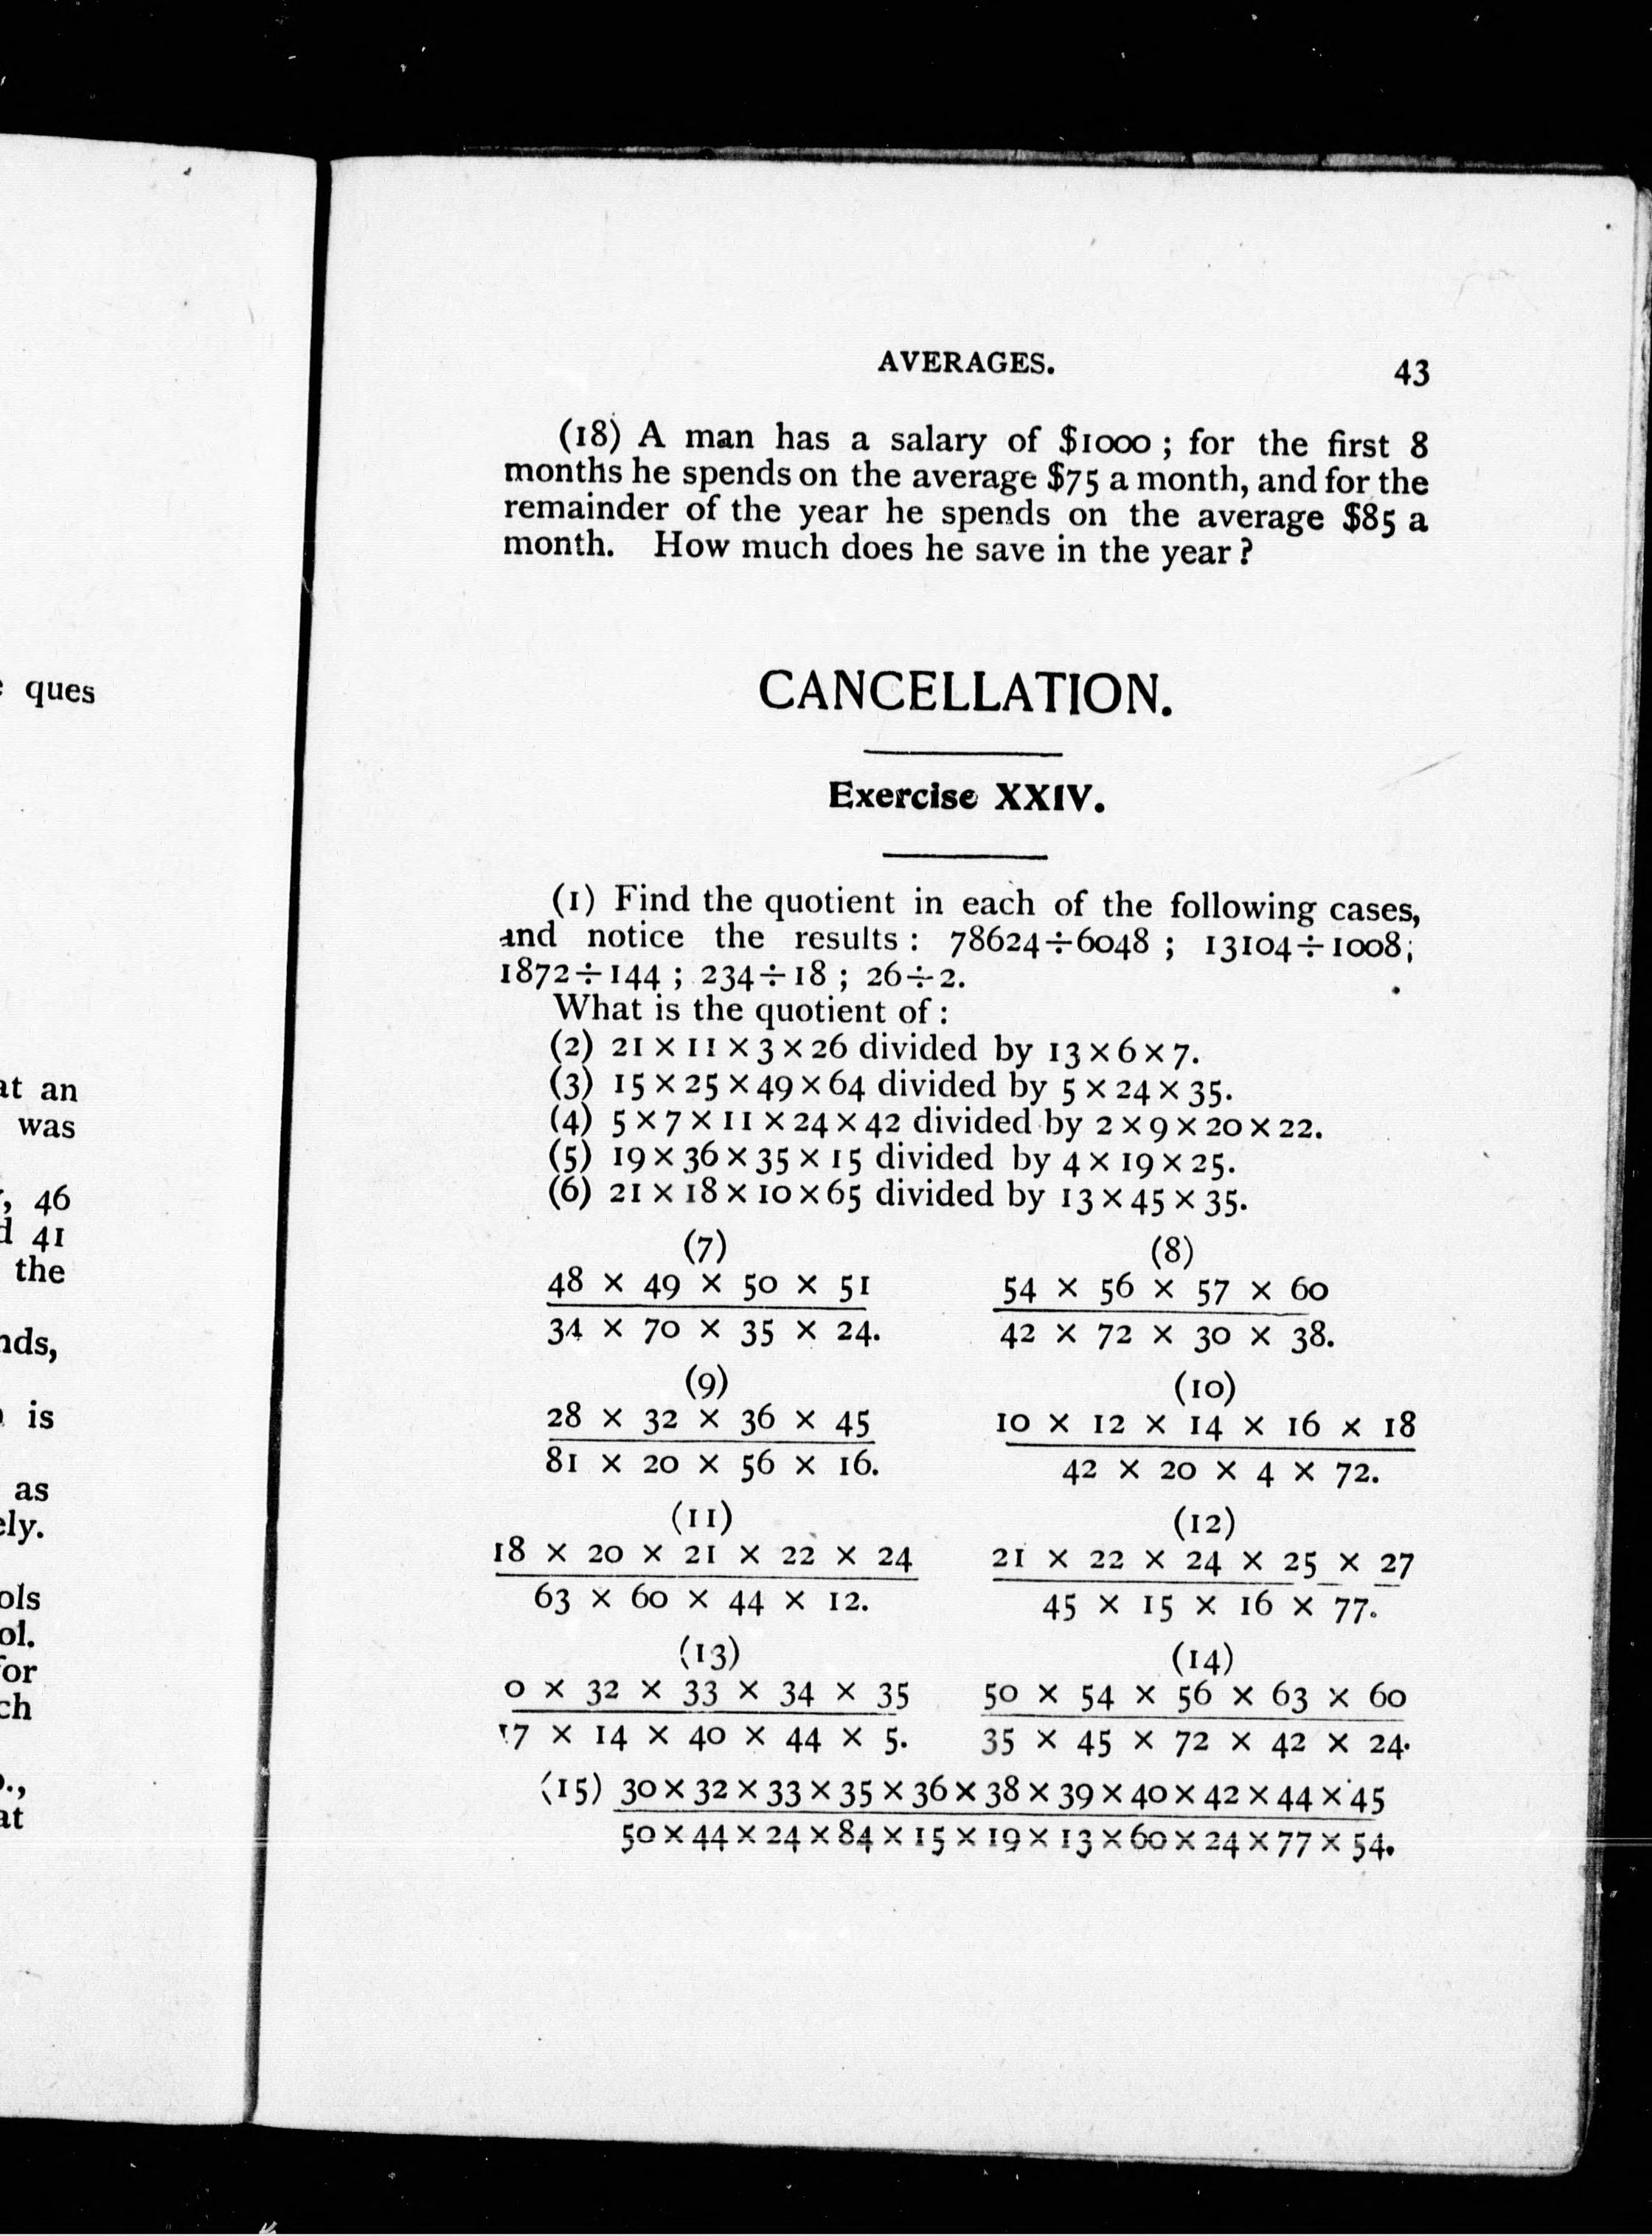 ques
at an
was
46
41
the
is
as
at
AVERAGES. 43
(18) A man has a salary of $1000 ; for the first 8
months he spends on the average $75 a month, and for the
remainder of the year he spends on the average $85 a
month. How much does he save in the year ?
CANCELLATION.
Exercise XXIV.
(1) Find the quotient in each of the following cases,
and notice the results : 78624÷6048 ; 13104÷1008;
1872÷144 ; 234÷18 ; 26÷2.
What is the quotient of :
(2) 21 × 11 × 3 × 26 divided by 13 × 6 × 7.
(3) 15 × 25 × 49 × 64 divided by 5 × 24 × 35.
(4) 5 × 7 × 11 × 24 × 42 divided by 2 × 9 × 20 × 22.
(5) 19 × 36 × 35 × 15 divided by 4 × 19 × 25.
(6) 21 × 18 × 10 × 65 divided by 13 × 45 × 35.
(7) (8)
48 × 49 × 50 × 51 54 × 56 × 57 × 60
34 × 70 × 35 × 24. 42 × 72 × 30 × 38.
(9) (10)
28 × 32 × 36 × 45 10 × 12 × 14 × 16 × 18
81 × 20 × 56 × 16. 42 × 20 × 4 × 72.
(11) (12)
18 × 20 × 21 × 22 × 24 21 × 22 × 24 × 25 × 27
63 × 60 × 44 × 12. 45 × 15 × 16 × 77.
(13) (14)
0 × 32 × 33 × 34 × 35 50 × 54 × 56 × 63 × 60
7 × 14 × 40 × 44 × 5. 35 × 45 × 72 × 42 × 24.
(15) 30 × 32 × 33 × 35 × 36 × 38 × 39 × 40 × 42 × 44 × 45
50 × 44 × 24 × 84 × 15 × 19 × 13 × 60 × 24 × 77 × 54.